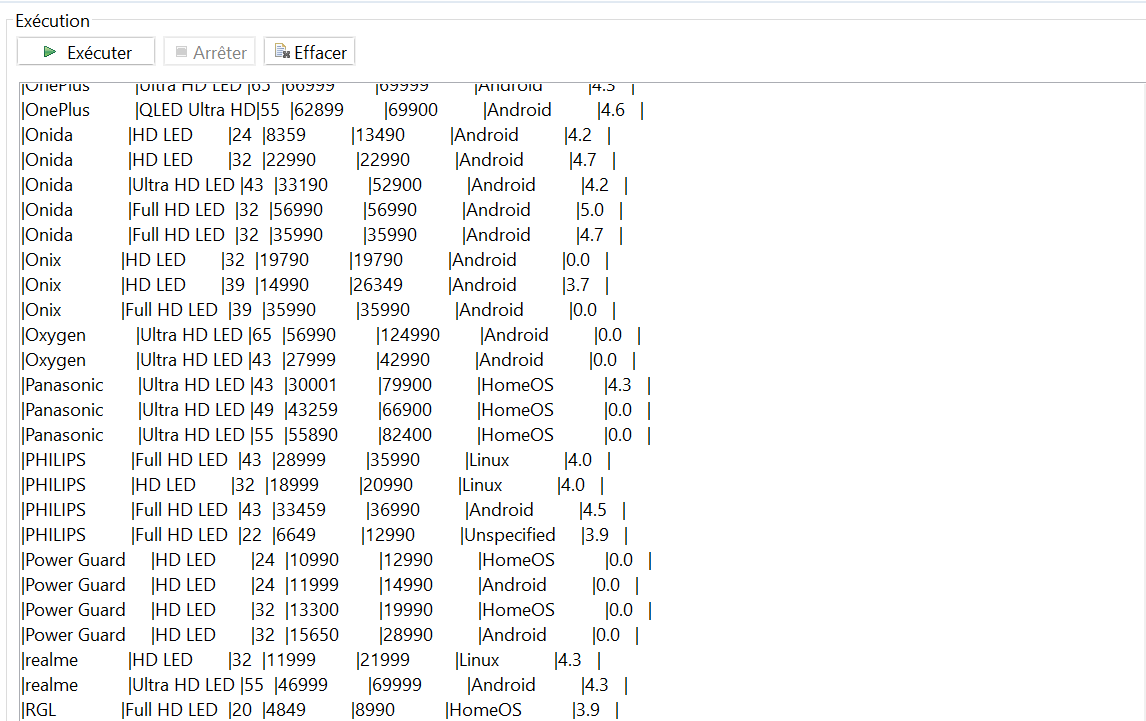 Exécution
Exécuter Arrêter Effacer
|OnePlus |Ultra HD LED |65 |66999 |69999 |Android |4.3 |
|OnePlus |QLED Ultra HD|55 |62899 |69900 |Android |4.6 |
|Onida |HD LED |24 |8359 |13490 |Android |4.2 |
|Onida |HD LED |32 |22990 |22990 |Android |4.7 |
|Onida |Ultra HD LED |43 |33190 |52900 |Android |4.2 |
|Onida |Full HD LED |32 |56990 |56990 |Android |5.0 |
|Onida |Full HD LED |32 |35990 |35990 |Android |4.7 |
|Onix |HD LED |32 |19790 |19790 |Android |0.0 |
|Onix |HD LED |39 |14990 |26349 |Android |3.7 |
|Onix |Full HD LED |39 |35990 |35990 |Android |0.0 |
|Oxygen |Ultra HD LED |65 |56990 |124990 |Android |0.0 |
|Oxygen |Ultra HD LED |43 |27999 |42990 |Android |0.0 |
|Panasonic |Ultra HD LED |43 |30001 |79900 |HomeOS |4.3 |
|Panasonic |Ultra HD LED |49 |43259 |66900 |HomeOS |0.0 |
|Panasonic |Ultra HD LED |55 |55890 |82400 |HomeOS |0.0 |
|PHILIPS |Full HD LED |43 |28999 |35990 |Linux |4.0 |
|PHILIPS |HD LED |32 |18999 |20990 |Linux |4.0 |
|PHILIPS |Full HD LED |43 |33459 |36990 |Android |4.5 |
|PHILIPS |Full HD LED |22 |6649 |12990 |Unspecified |3.9 |
|Power Guard |HD LED |24 |10990 |12990 |HomeOS |0.0 |
|Power Guard |HD LED |24 |11999 |14990 |Android |0.0 |
|Power Guard |HD LED |32 |13300 |19990 |HomeOS |0.0 |
|Power Guard |HD LED |32 |15650 |28990 |Android |0.0 |
|realme |HD LED |32 |11999 |21999 |Linux |4.3 |
|realme |Ultra HD LED |55 |46999 |69999 |Android |4.3 |
|RGL |Full HD LED |20 |4849 |8990 |HomeOS |3.9 |